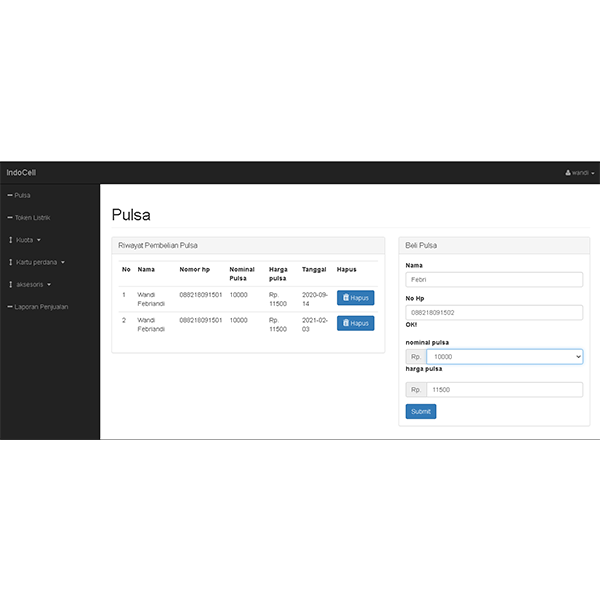 IndoCell
wandi
Pulsa
Token Listrik
Kuota
Kartu perdana
aksesoris
Laporan Penjualan
Pulsa
Riwayat Pembelian Pulsa
No Nama Nomor hp Nominal Pulsa Harga pulsa Tanggal Hapus
1 Wandi Febriandi 088218091501 10000 Rp. 11500 2020-09-14 Hapus
2 Wandi Febriandi 088218091501 10000 Rp. 11500 2021-02-03 Hapus
Beli Pulsa
Nama
Febri
No Hp
088218091502
OK!
nominal pulsa
Rp. 10000
harga pulsa
Rp. 11500
Submit